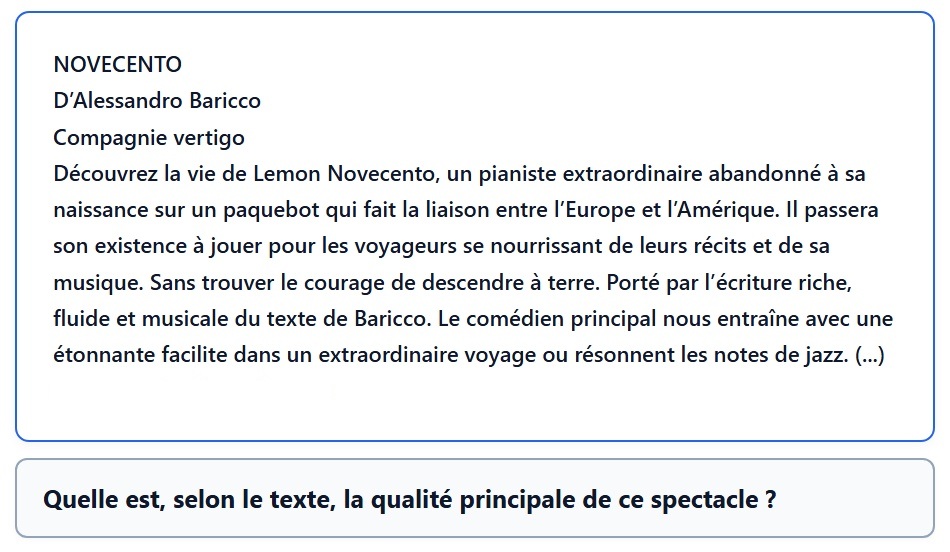 NOVECENTO
D’Alessandro Baricco
Compagnie vertigo
Découvrez la vie de Lemon Novecento, un pianiste extraordinaire abandonné à sa
naissance sur un paquebot qui fait la liaison entre l’Europe et l’Amérique. Il passera
son existence à jouer pour les voyageurs se nourrissant de leurs récits et de sa
musique. Sans trouver le courage de descendre à terre. Porté par l’écriture riche,
fluide et musicale du texte de Baricco. Le comédien principal nous entraîne avec une
étonnante facilite dans un extraordinaire voyage ou résonnent les notes de jazz. (...)
Quelle est, selon le texte, la qualité principale de ce spectacle ?